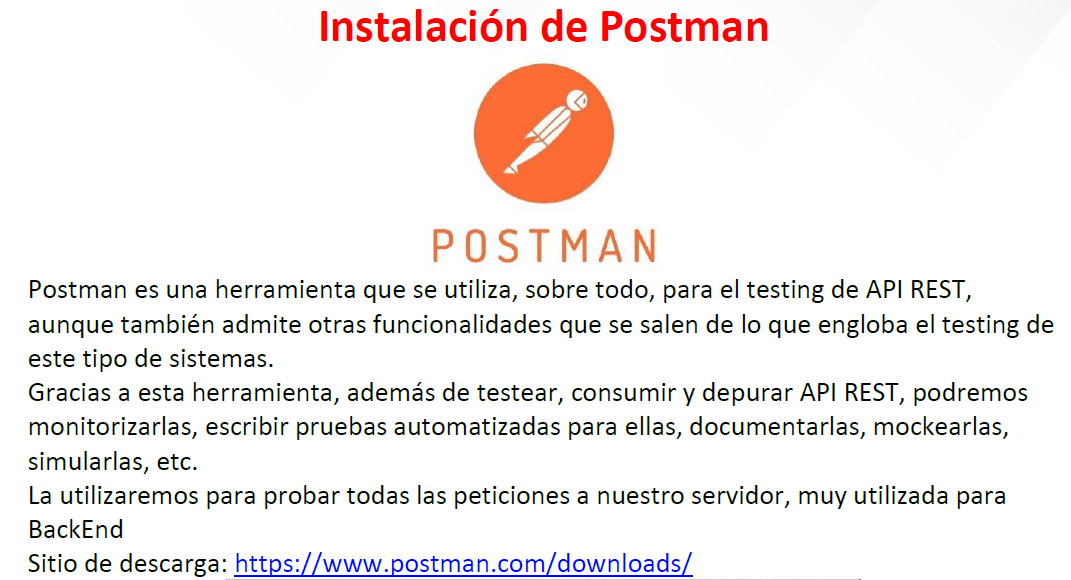 Instalación de Postman
POSTMAN
Postman es una herramienta que se utiliza, sobre todo, para el testing de API REST,
aunque también admite otras funcionalidades que se salen de lo que engloba el testing de
este tipo de sistemas.
Gracias a esta herramienta, además de testear, consumir y depurar API REST, podremos
monitorizarlas, escribir pruebas automatizadas para ellas, documentarlas, mockearlas,
simularlas, etc.
La utilizaremos para probar todas las peticiones a nuestro servidor, muy utilizada para
BackEnd
Sitio de descarga: https://www.postman.com/downloads/